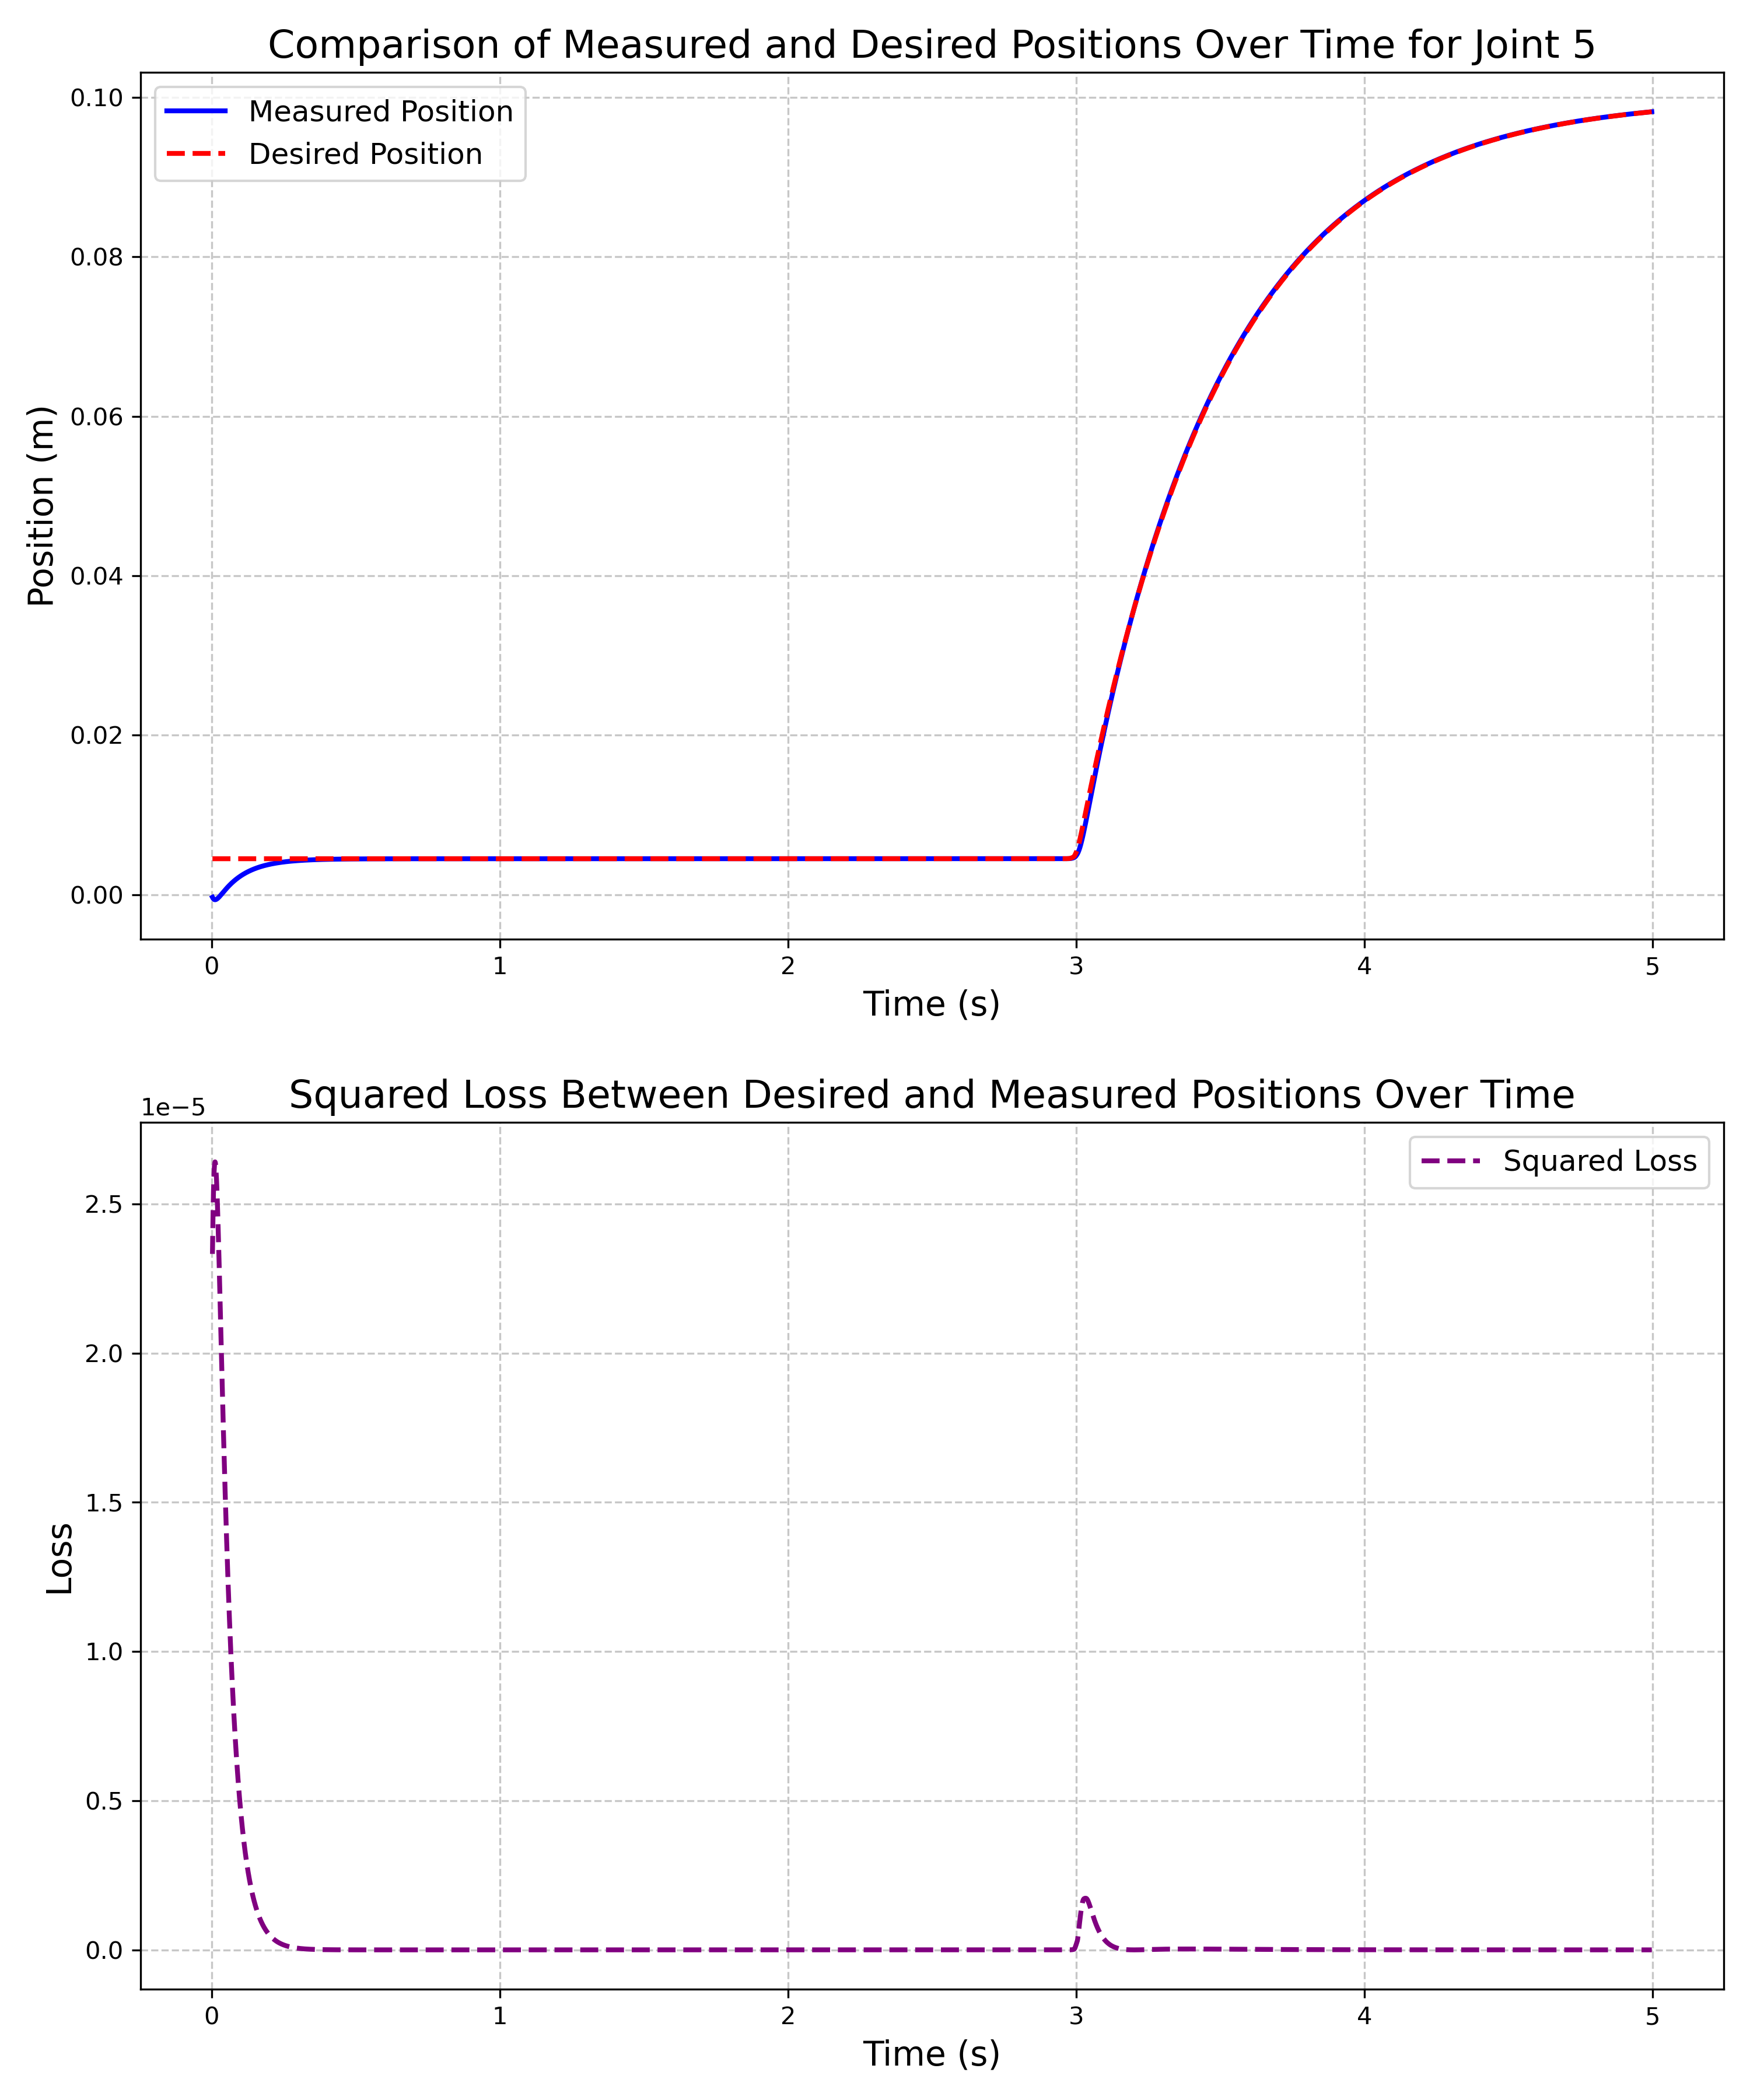 Comparison of Measured and Desired Positions Over Time for Joint 5
Measured Position
Desired Position
Position (m)
0.10
0.08
0.06
0.04
0.02
0.00
0 1 2 3 4 5
Time (s)
Squared Loss Between Desired and Measured Positions Over Time
1e−5
Squared Loss
Loss
2.5
2.0
1.5
1.0
0.5
0.0
0 1 2 3 4 5
Time (s)